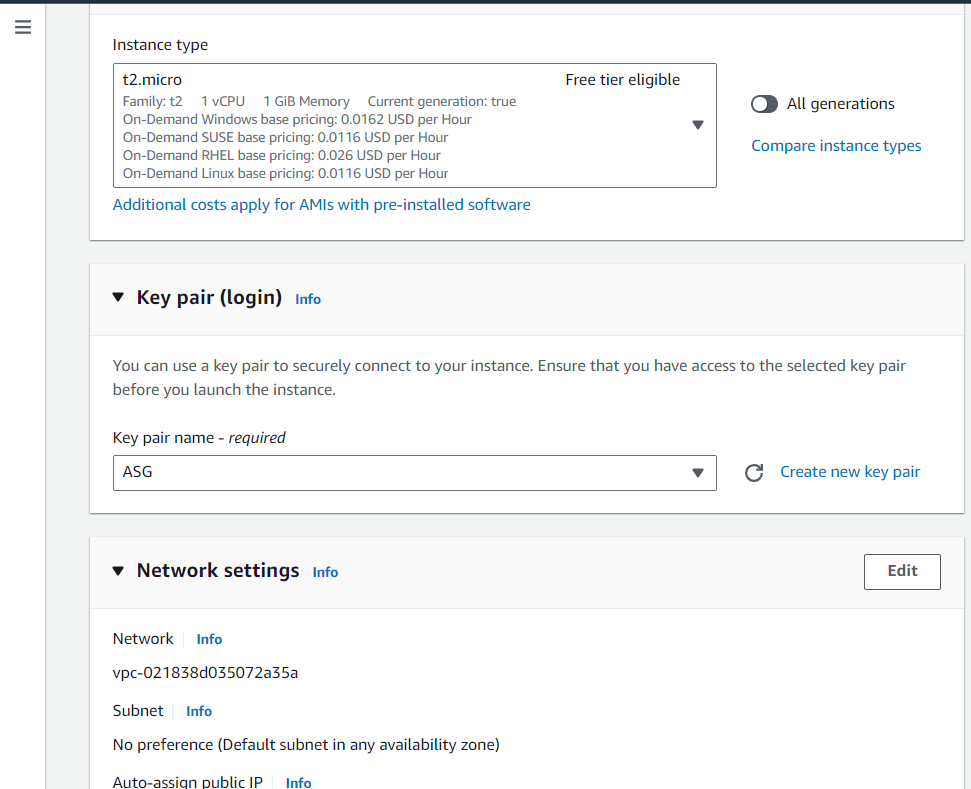 Instance type
t2.micro Free tier eligible
Family: t2 1 vCPU 1 GiB Memory Current generation: true
On-Demand Windows base pricing: 0.0162 USD per Hour
On-Demand SUSE base pricing: 0.0116 USD per Hour
On-Demand RHEL base pricing: 0.026 USD per Hour
On-Demand Linux base pricing: 0.0116 USD per Hour
All generations
Compare instance types
Additional costs apply for AMIs with pre-installed software
Key pair (login) Info
You can use a key pair to securely connect to your instance. Ensure that you have access to the selected key pair
before you launch the instance.
Key pair name - required
ASG
Create new key pair
Network settings Info
Edit
Network Info
vpc-021838d035072a35a
Subnet Info
No preference (Default subnet in any availability zone)
Auto-assign public IP Info